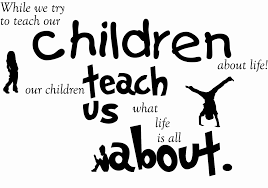 While we try
to teach our
children
about life!
our children
teach
us
what
life
is all
about.